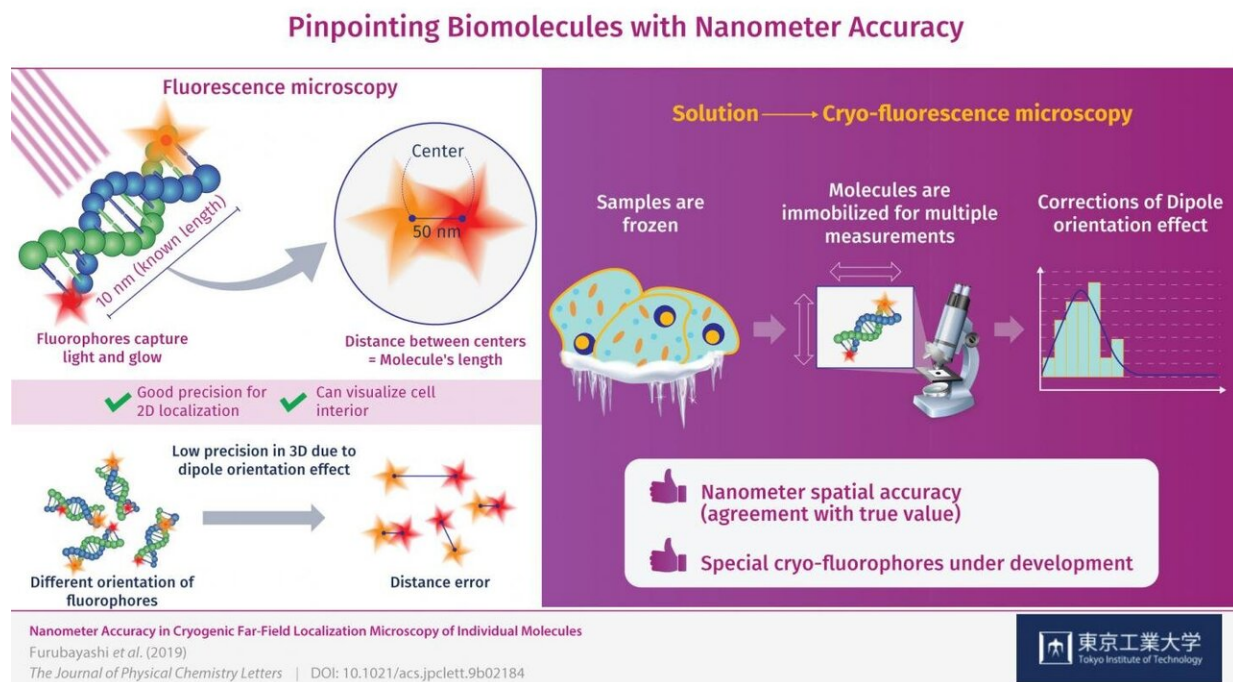 Pinpointing Biomolecules with Nanometer Accuracy
Fluorescence microscopy
Center
50 nm
10 nm (known length)
Fluorophores capture
light and glow
Distance between centers
= Molecule's length
Good precision for
2D localization
Can visualize cell
interior
Low precision in 3D due to
dipole orientation effect
Different orientation of
fluorophores
Distance error
Solution
Cryo-fluorescence microscopy
Samples are
frozen
Molecules are
immobilized for multiple
measurements
Corrections of Dipole
orientation effect
Nanometer spatial accuracy
(agreement with true value)
Special cryo-fluorophores under development
Nanometer Accuracy in Cryogenic Far-Field Localization Microscopy of Individual Molecules
Furubayashi et al. (2019)
The Journal of Physical Chemistry Letters | DOI: 10.1021/acs.jpclett.9b02184
東京工業大学
Tokyo Institute of Technology